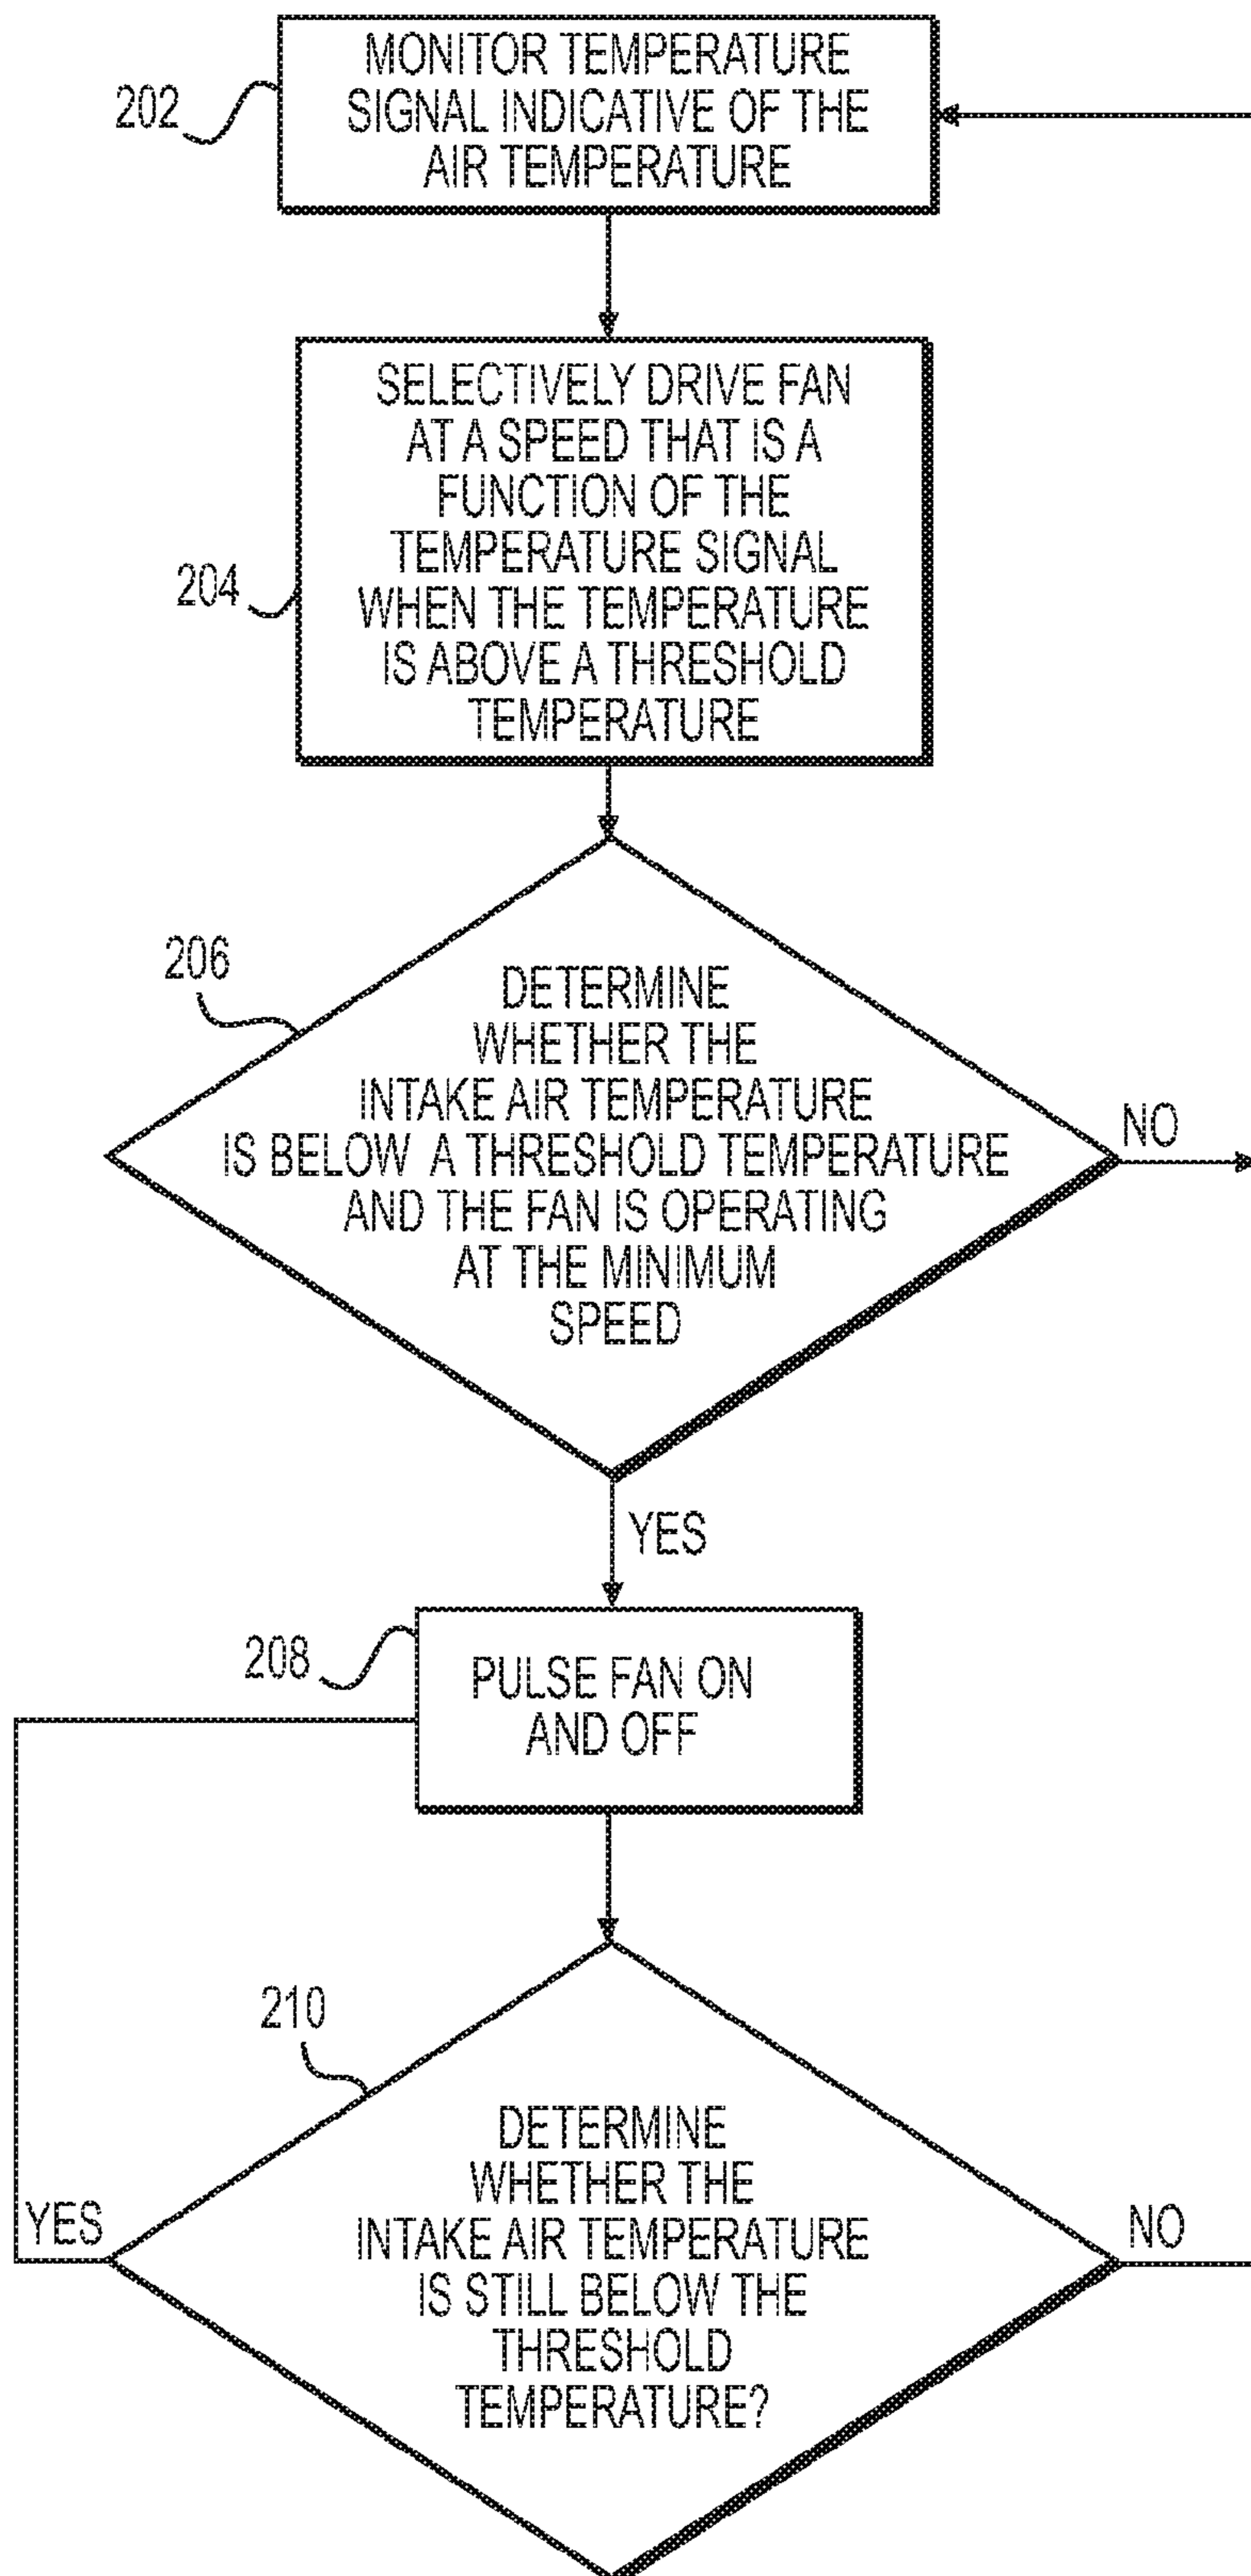 202
MONITOR TEMPERATURE
SIGNAL INDICATIVE OF THE
AIR TEMPERATURE
204
SELECTIVELY DRIVE FAN
AT A SPEED THAT IS A
FUNCTION OF THE
TEMPERATURE SIGNAL
WHEN THE TEMPERATURE
IS ABOVE A THRESHOLD
TEMPERATURE
206
DETERMINE
WHETHER THE
INTAKE AIR TEMPERATURE
IS BELOW A THRESHOLD TEMPERATURE
AND THE FAN IS OPERATING
AT THE MINIMUM
SPEED
NO
YES
208
PULSE FAN ON
AND OFF
210
DETERMINE
WHETHER THE
INTAKE AIR TEMPERATURE
IS STILL BELOW THE
THRESHOLD
TEMPERATURE?
YES
NO